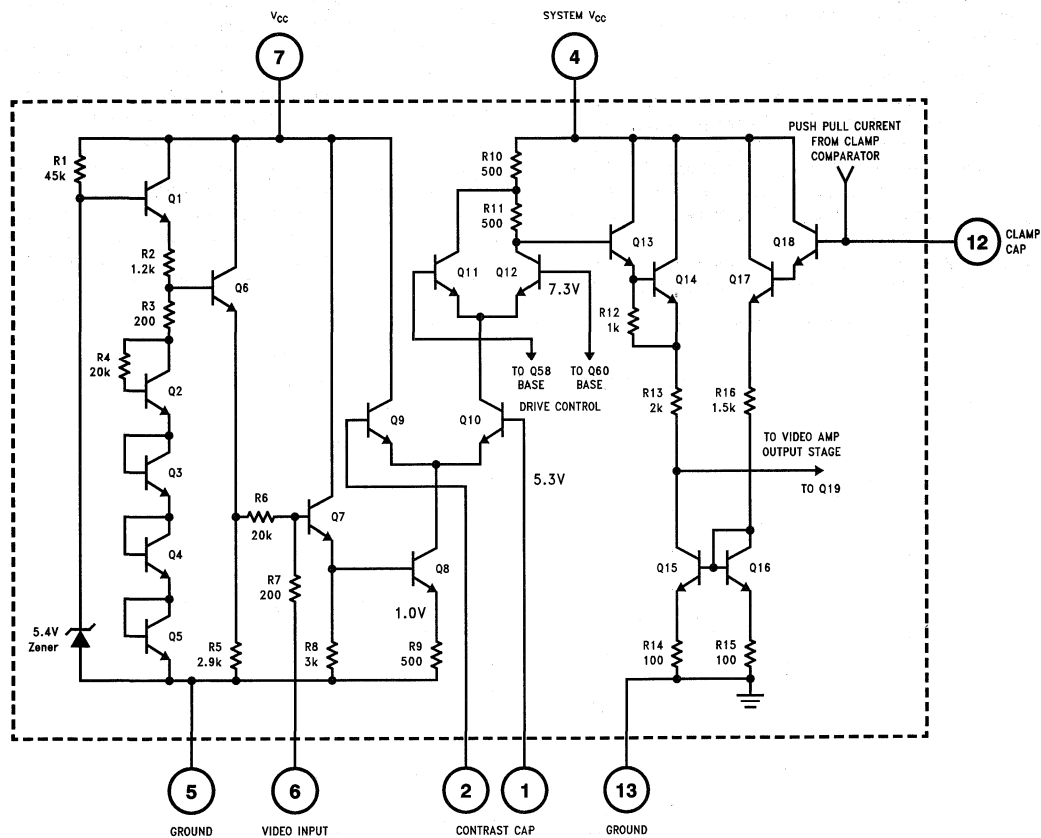 V_CC
SYSTEM V_CC
7
4
PUSH PULL CURRENT
FROM CLAMP
COMPARATOR
R1
45k
Q1
R10
500
R11
500
Q13
Q18
12
CLAMP
CAP
R2
1.2k
Q6
Q11
Q12
7.3V
Q14
Q17
R3
200
R12
1k
R4
20k
Q2
TO Q58
BASE
TO Q60
BASE
DRIVE CONTROL
R13
2k
R16
1.5k
Q9
Q10
TO VIDEO AMP
OUTPUT STAGE
TO Q19
Q3
5.3V
R6
20k
Q7
Q4
Q8
Q15
Q16
R7
200
1.0V
5.4V
Zener
Q5
R5
2.9k
R8
3k
R9
500
R14
100
R15
100
5
6
2
1
13
GROUND
VIDEO INPUT
CONTRAST CAP
GROUND